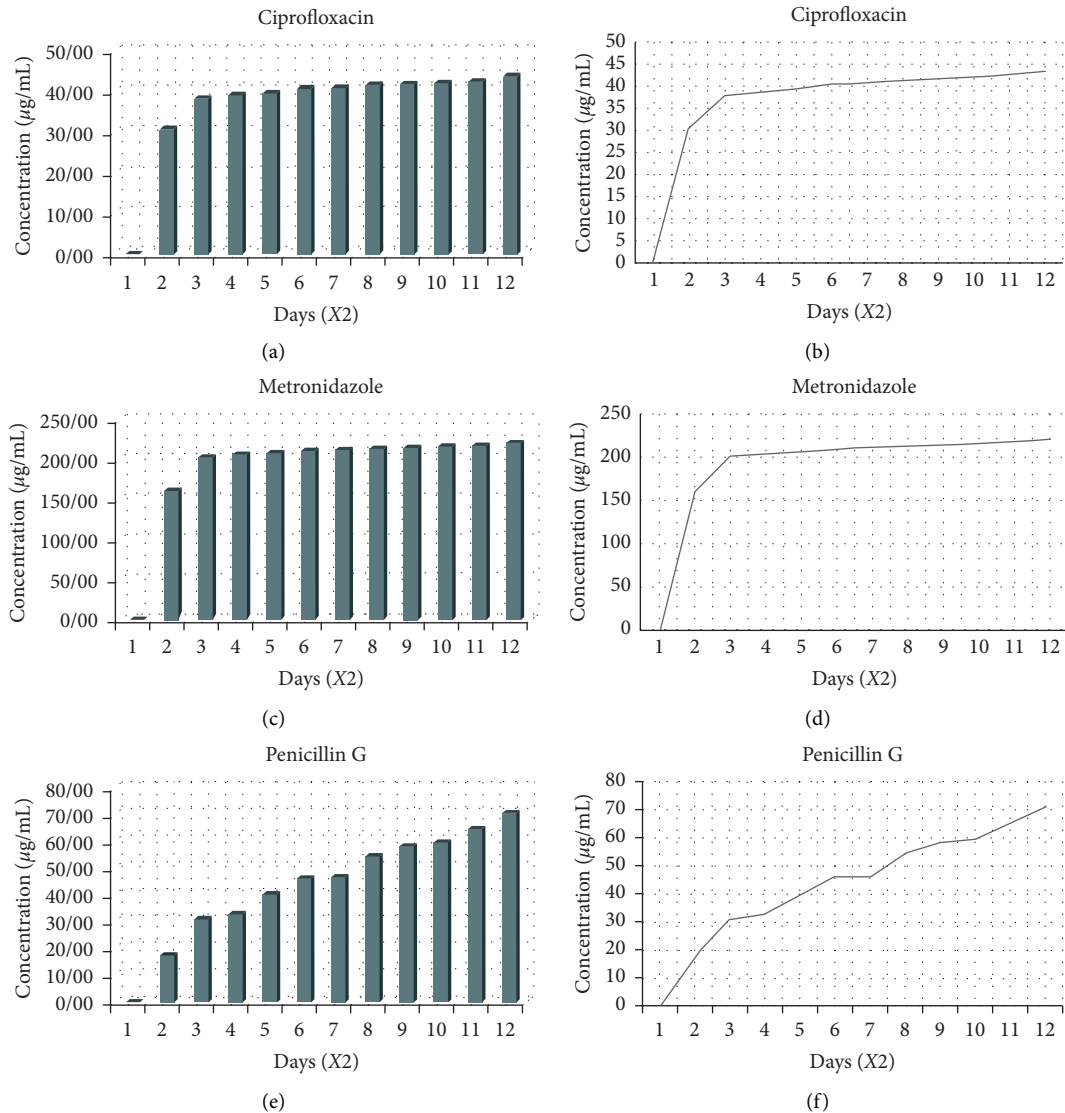 Ciprofloxacin
Concentration (μg/mL)
50/00
40/00
30/00
20/00
10/00
0/00
1 2 3 4 5 6 7 8 9 10 11 12
Days (X2)
(a)
Ciprofloxacin
Concentration (μg/mL)
50
45
40
35
30
25
20
15
10
5
0
1 2 3 4 5 6 7 8 9 10 11 12
Days (X2)
(b)
Metronidazole
Concentration (μg/mL)
250/00
200/00
150/00
100/00
50/00
0/00
1 2 3 4 5 6 7 8 9 10 11 12
Days (X2)
(c)
Metronidazole
Concentration (μg/mL)
250
200
150
100
50
0
1 2 3 4 5 6 7 8 9 10 11 12
Days (X2)
(d)
Penicillin G
Concentration (μg/mL)
80/00
70/00
60/00
50/00
40/00
30/00
20/00
10/00
0/00
1 2 3 4 5 6 7 8 9 10 11 12
Days (X2)
(e)
Penicillin G
Concentration (μg/mL)
80
70
60
50
40
30
20
10
0
1 2 3 4 5 6 7 8 9 10 11 12
Days (X2)
(f)